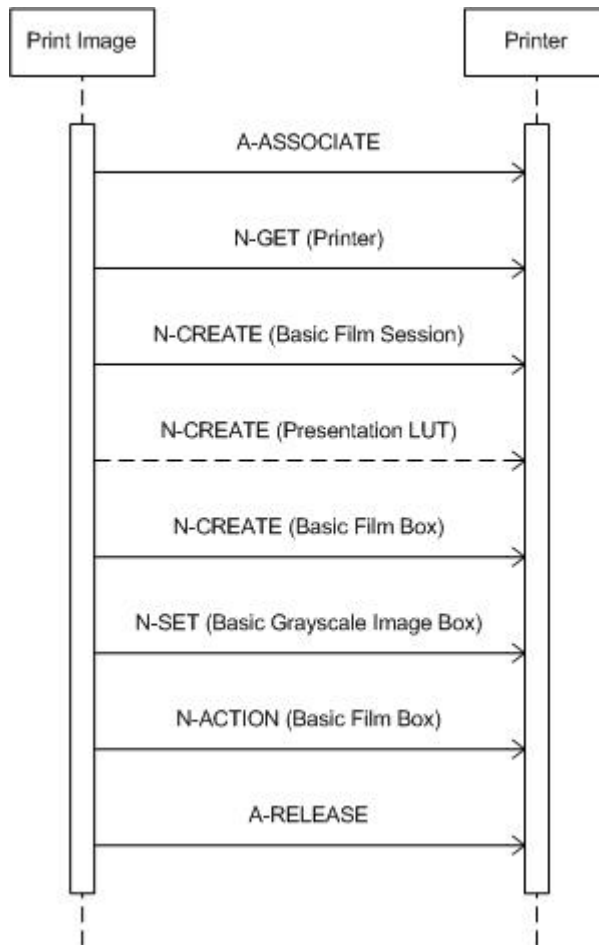 Print Image
Printer
A-ASSOCIATE
N-GET (Printer)
N-CREATE (Basic Film Session)
N-CREATE (Presentation LUT)
N-CREATE (Basic Film Box)
N-SET (Basic Grayscale Image Box)
N-ACTION (Basic Film Box)
A-RELEASE